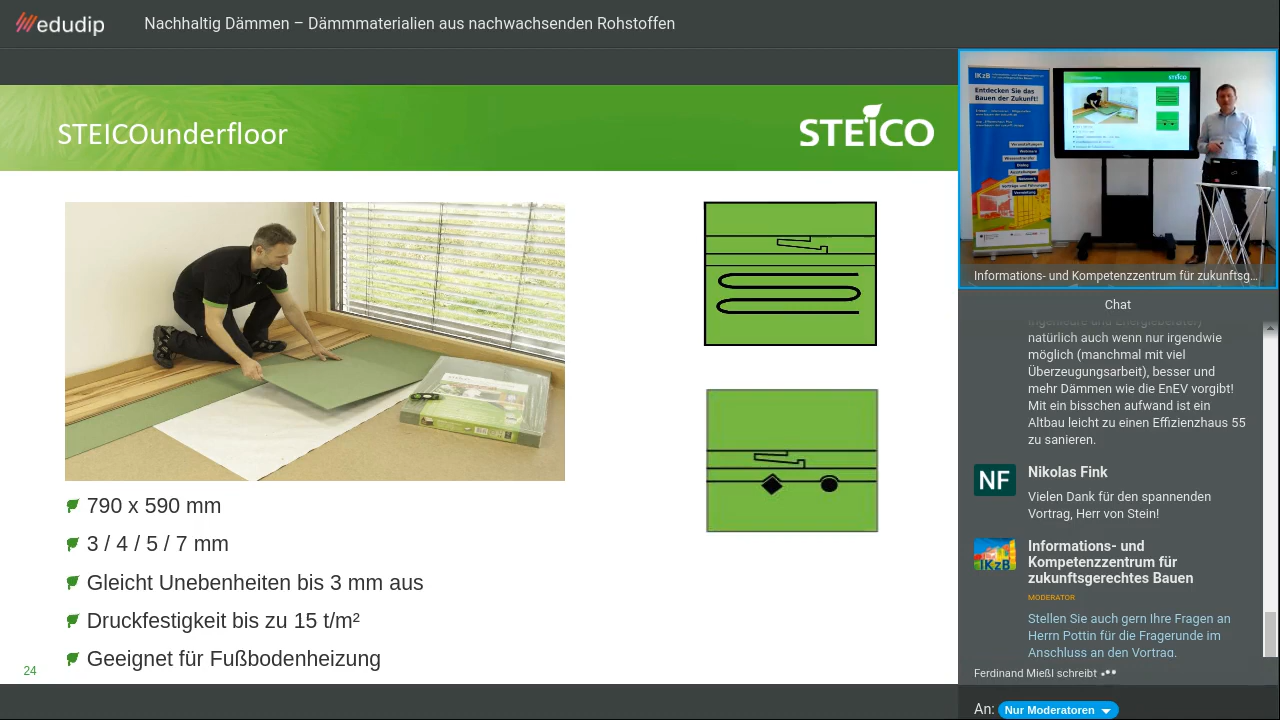 edudip
Nachhaltig Dämmen – Dämmmaterialien aus nachwachsenden Rohstoffen
STEICOunderfloor
STEICO
790 x 590 mm
3 / 4 / 5 / 7 mm
Gleicht Unebenheiten bis 3 mm aus
Druckfestigkeit bis zu 15 t/m²
Geeignet für Fußbodenheizung
24
IKzB
Entdecken Sie das
Bauen der Zukunft!
Informations- und Kompetenzzentrum für zukunftsg...
Chat
Ingenieure und Energieberater)
natürlich auch wenn nur irgendwie
möglich (manchmal mit viel
Überzeugungsarbeit), besser und
mehr Dämmen wie die EnEV vorgibt!
Mit ein bisschen aufwand ist ein
Altbau leicht zu einen Effizienzhaus 55
zu sanieren.
NF
Nikolas Fink
Vielen Dank für den spannenden
Vortrag, Herr von Stein!
IKzB
Informations- und
Kompetenzzentrum für
zukunftsgerechtes Bauen
MODERATOR
Stellen Sie auch gern Ihre Fragen an
Herrn Pottin für die Fragerunde im
Anschluss an den Vortrag.
Ferdinand Mießl schreibt
An: Nur Moderatoren